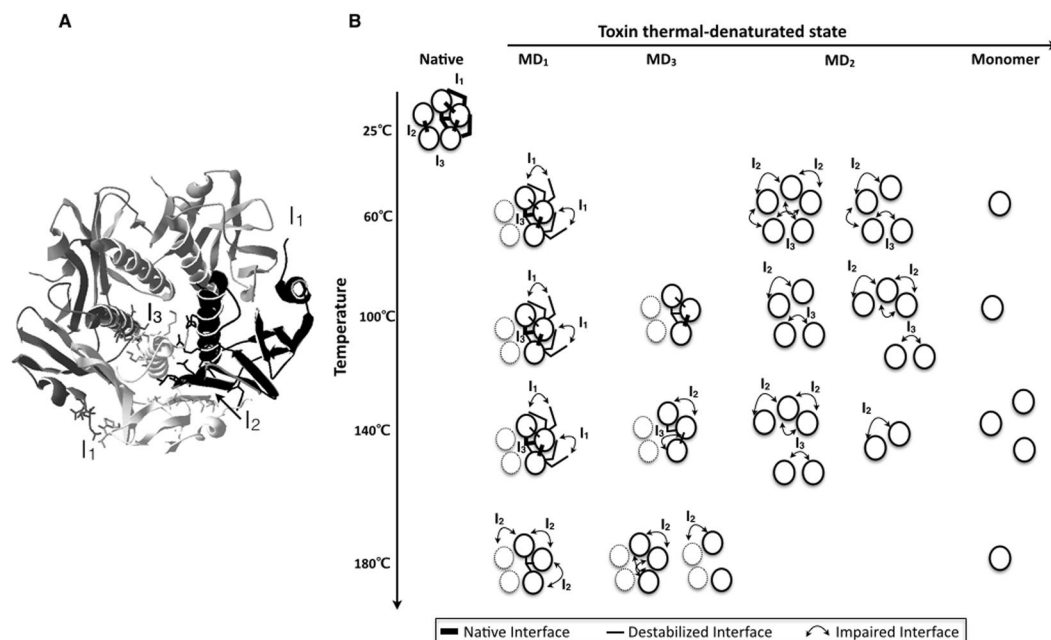 A
I₁
I₃
I₂
I₁
B
Toxin thermal-denaturated state
Native
MD₁
MD₃
MD₂
Monomer
Temperature
25°C
I₁
I₂
I₃
60°C
I₁
I₃
I₁
I₂
I₂
I₃
I₂
I₃
100°C
I₁
I₃
I₁
I₂
I₃
I₂
I₂
I₃
140°C
I₁
I₃
I₁
I₂
I₃
I₂
I₂
I₃
I₂
180°C
I₂
I₂
I₂
I₂
I₂
Native Interface
Destabilized Interface
Impaired Interface